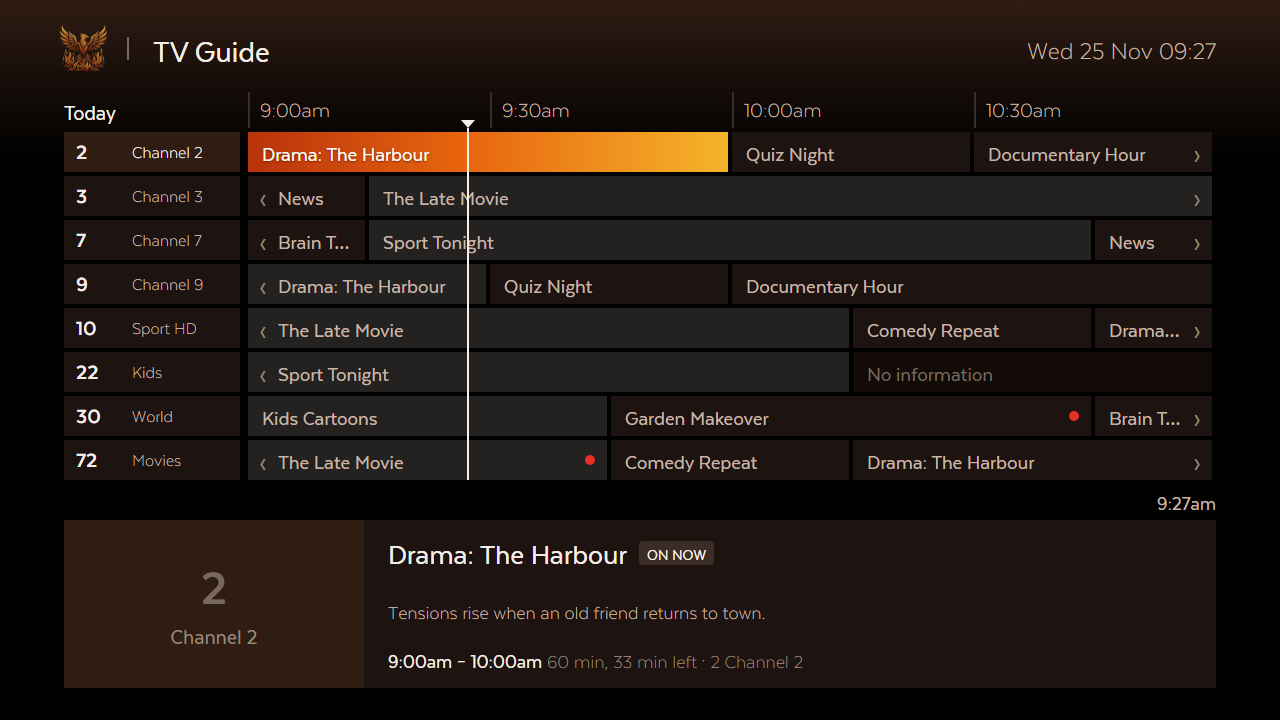 TV Guide
Wed 25 Nov 09:27
Today 9:00am 9:30am 10:00am 10:30am
2 Channel 2 Drama: The Harbour Quiz Night Documentary Hour ›
3 Channel 3 ‹ News The Late Movie ›
7 Channel 7 ‹ Brain T... Sport Tonight News ›
9 Channel 9 ‹ Drama: The Harbour Quiz Night Documentary Hour
10 Sport HD ‹ The Late Movie Comedy Repeat Drama... ›
22 Kids ‹ Sport Tonight No information
30 World Kids Cartoons Garden Makeover Brain T... ›
72 Movies ‹ The Late Movie Comedy Repeat Drama: The Harbour ›
9:27am
2
Channel 2
Drama: The Harbour ON NOW
Tensions rise when an old friend returns to town.
9:00am – 10:00am 60 min, 33 min left · 2 Channel 2